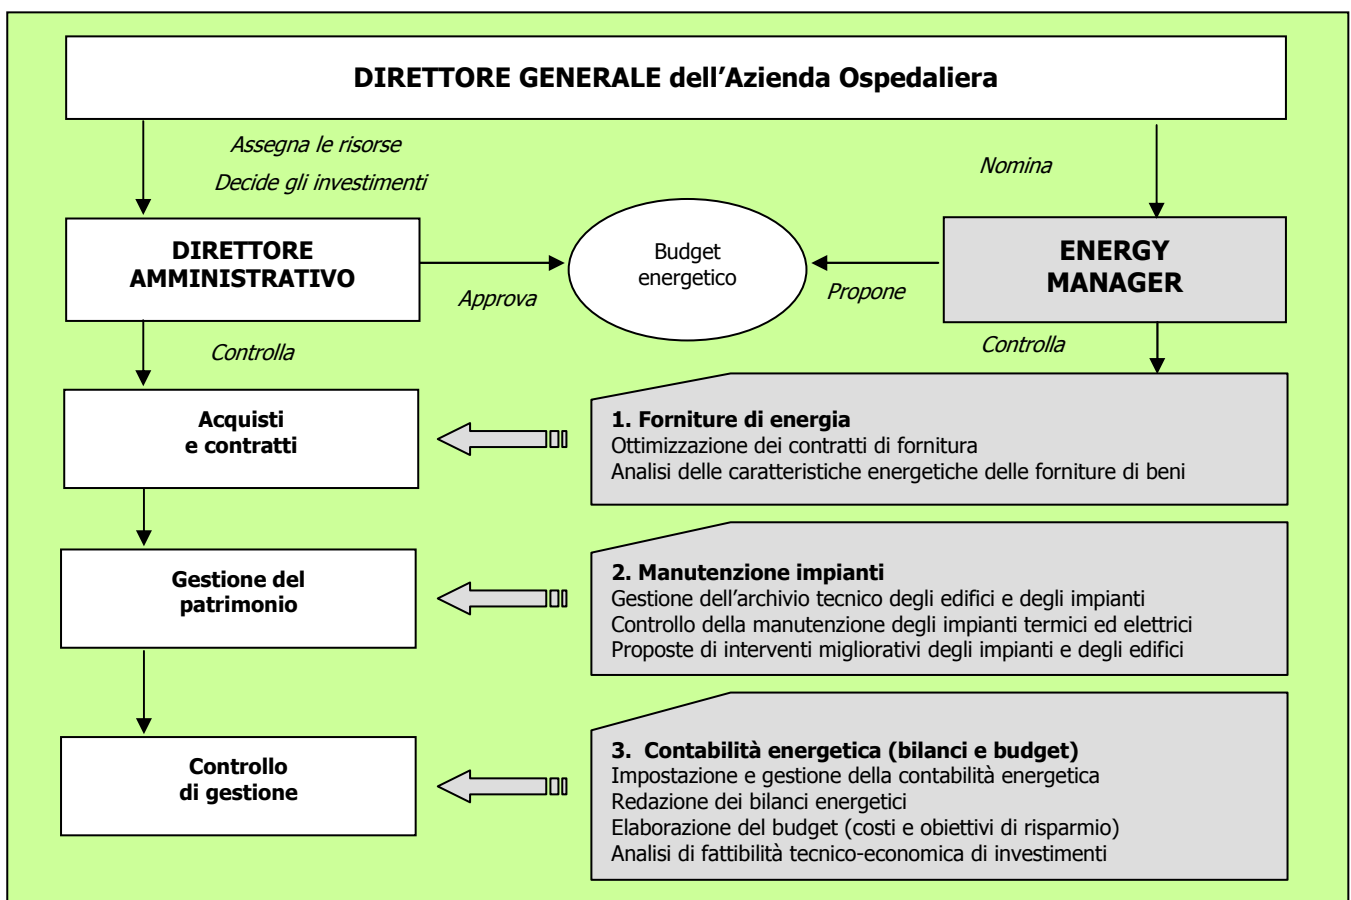 DIRETTORE GENERALE dell'Azienda Ospedaliera
Assegna le risorse
Decide gli investimenti
Nomina
DIRETTORE
AMMINISTRATIVO
Approva
Budget
energetico
Propone
ENERGY
MANAGER
Controlla
Controlla
Acquisti
e contratti
1. Forniture di energia
Ottimizzazione dei contratti di fornitura
Analisi delle caratteristiche energetiche delle forniture di beni
Gestione del
patrimonio
2. Manutenzione impianti
Gestione dell'archivio tecnico degli edifici e degli impianti
Controllo della manutenzione degli impianti termici ed elettrici
Proposte di interventi migliorativi degli impianti e degli edifici
Controllo
di gestione
3. Contabilità energetica (bilanci e budget)
Impostazione e gestione della contabilità energetica
Redazione dei bilanci energetici
Elaborazione del budget (costi e obiettivi di risparmio)
Analisi di fattibilità tecnico-economica di investimenti